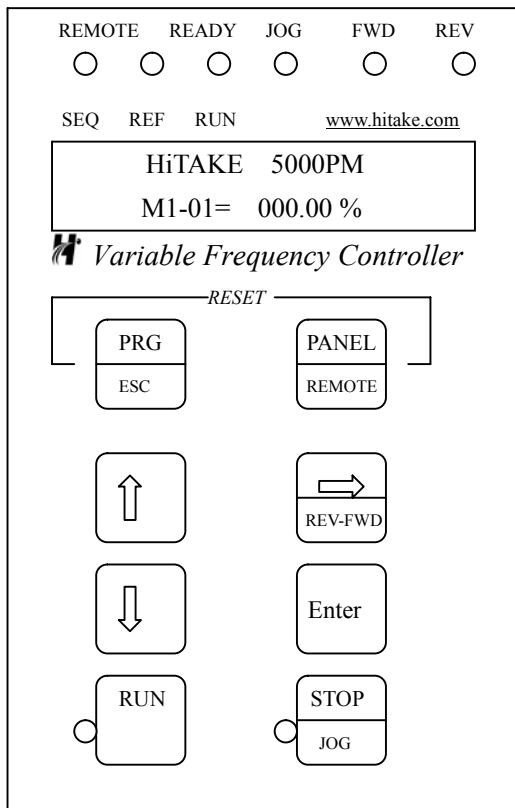 REMOTE READY JOG FWD REV
SEQ REF RUN www.hitake.com
HiTAKE 5000PM
M1-01= 000.00 %
Variable Frequency Controller
RESET
PRG PANEL
ESC REMOTE
REV-FWD
Enter
RUN STOP
JOG